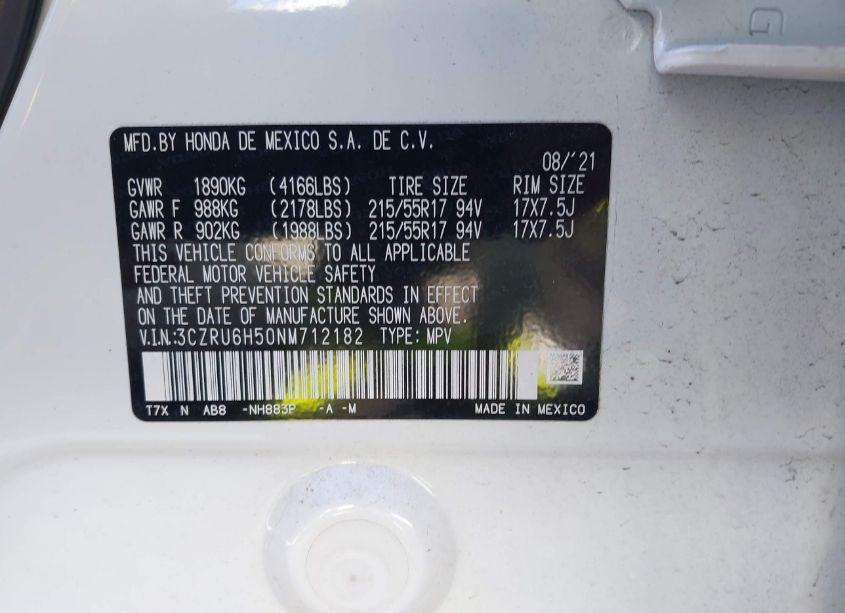 MFD.BY HONDA DE MEXICO S.A. DE C.V.
08/'21
GVWR 1890KG (4166LBS) TIRE SIZE RIM SIZE
GAWR F 988KG (2178LBS) 215/55R17 94V 17X7.5J
GAWR R 902KG (1988LBS) 215/55R17 94V 17X7.5J
THIS VEHICLE CONFORMS TO ALL APPLICABLE
FEDERAL MOTOR VEHICLE SAFETY
AND THEFT PREVENTION STANDARDS IN EFFECT
ON THE DATE OF MANUFACTURE SHOWN ABOVE.
V.I.N.:3CZRU6H50NM712182 TYPE: MPV
T7X N AB8 -NH883P -A -M MADE IN MEXICO